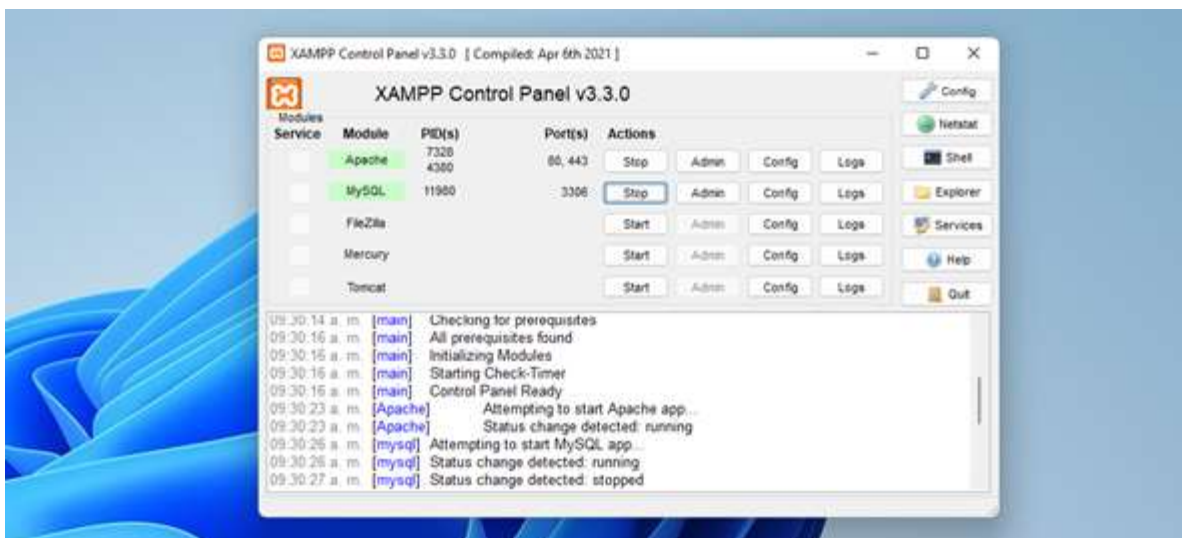 XAMPP Control Panel v3.3.0 [ Compiled: Apr 6th 2021 ]
XAMPP Control Panel v3.3.0
Config
Modules
Service Module PID(s) Port(s) Actions
Netstat
Apache 7328 4380 80, 443 Stop Admin Config Logs
Shell
MySQL 11980 3306 Stop Admin Config Logs
Explorer
FileZilla Start Admin Config Logs
Services
Mercury Start Admin Config Logs
Help
Tomcat Start Admin Config Logs
Quit
09:30:14 a. m. [main] Checking for prerequisites
09:30:16 a. m. [main] All prerequisites found
09:30:16 a. m. [main] Initializing Modules
09:30:16 a. m. [main] Starting Check-Timer
09:30:16 a. m. [main] Control Panel Ready
09:30:23 a. m. [Apache] Attempting to start Apache app...
09:30:23 a. m. [Apache] Status change detected: running
09:30:26 a. m. [mysql] Attempting to start MySQL app...
09:30:26 a. m. [mysql] Status change detected: running
09:30:27 a. m. [mysql] Status change detected: stopped